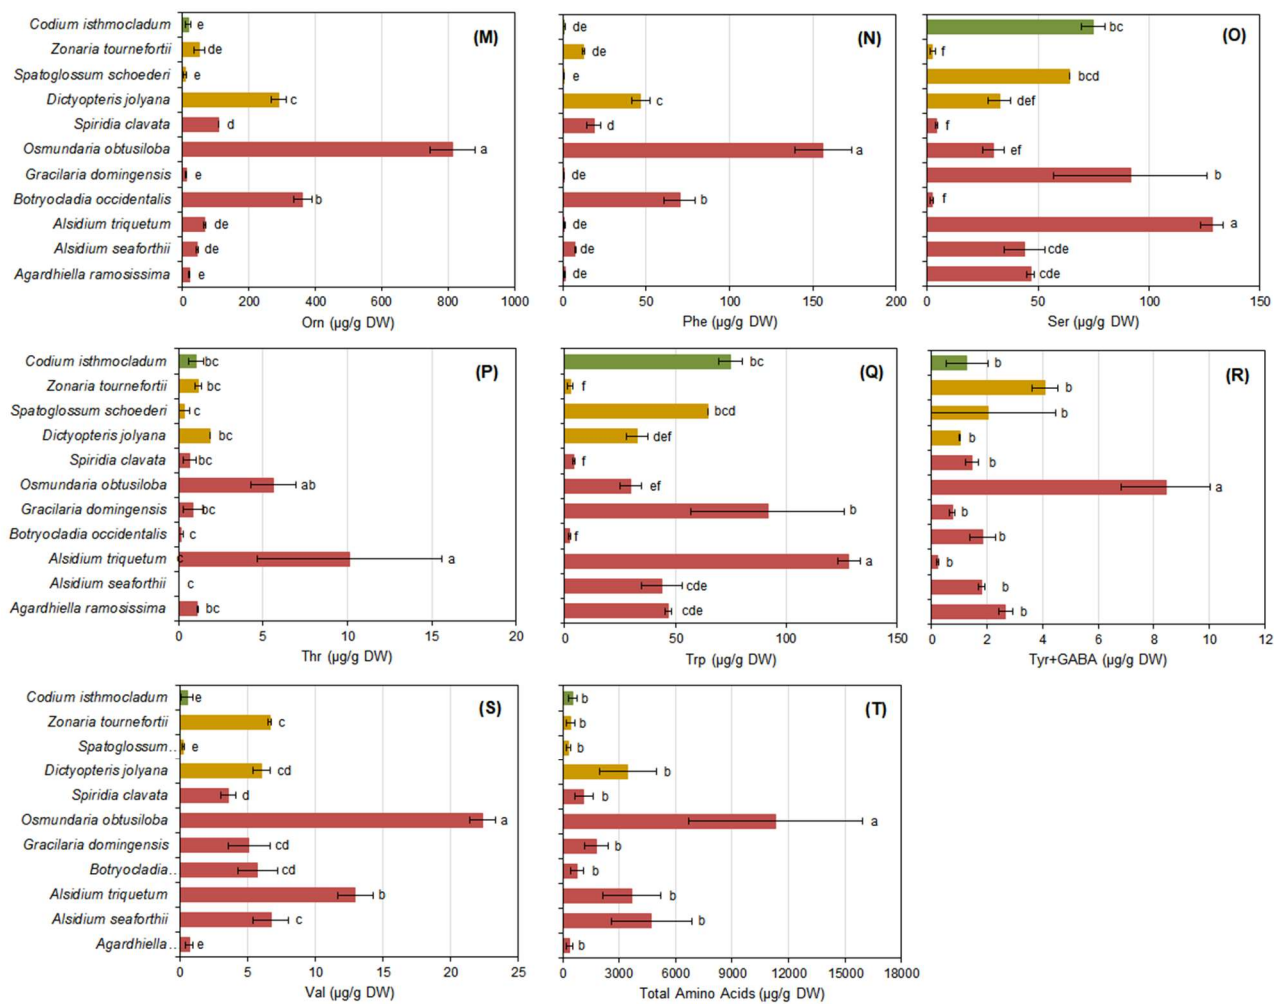 Codium isthmocladum e (M)
Zonaria tournefortii de
Spatoglossum schoederi e
Dictyopteris jolyana c
Spiridia clavata d
Osmundaria obtusiloba a
Gracilaria domingensis e
Botryocladia occidentalis b
Alsidium triquetum de
Alsidium seaforthii de
Agardhiella ramosissima e
0 200 400 600 800 1000
Orn (µg/g DW)
de (N)
de
e
c
d
a
de
b
de
de
de
0 50 100 150 200
Phe (µg/g DW)
bc (O)
f
bcd
def
f
ef
b
f
a
cde
cde
0 50 100 150
Ser (µg/g DW)
Codium isthmocladum bc (P)
Zonaria tournefortii bc
Spatoglossum schoederi c
Dictyopteris jolyana bc
Spiridia clavata bc
Osmundaria obtusiloba ab
Gracilaria domingensis bc
Botryocladia occidentalis c
Alsidium triquetum c a
Alsidium seaforthii c
Agardhiella ramosissima bc
0 5 10 15 20
Thr (µg/g DW)
bc (Q)
f
bcd
def
f
ef
b
f
a
cde
cde
0 50 100 150
Trp (µg/g DW)
b (R)
b
b
b
b
a
b
b
b
b
b
0 2 4 6 8 10 12
Tyr+GABA (µg/g DW)
Codium isthmocladum e (S)
Zonaria tournefortii c
Spatoglossum.. e
Dictyopteris jolyana cd
Spiridia clavata d
Osmundaria obtusiloba a
Gracilaria domingensis cd
Botryocladia.. cd
Alsidium triquetum b
Alsidium seaforthii c
Agardhiella.. e
0 5 10 15 20 25
Val (µg/g DW)
b (T)
b
b
b
b
a
b
b
b
b
b
0 3000 6000 9000 12000 15000 18000
Total Amino Acids (µg/g DW)